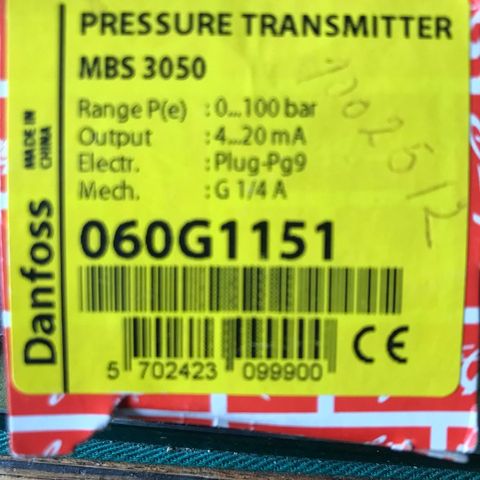 PRESSURE TRANSMITTER
MBS 3050
Range P(e) : 0...100 bar
Output : 4...20 mA
Electr. : Plug-Pg9
Mech. : G 1/4 A
060G1151
5 702423 099900
CE
Danfoss
MADE IN
CHINA